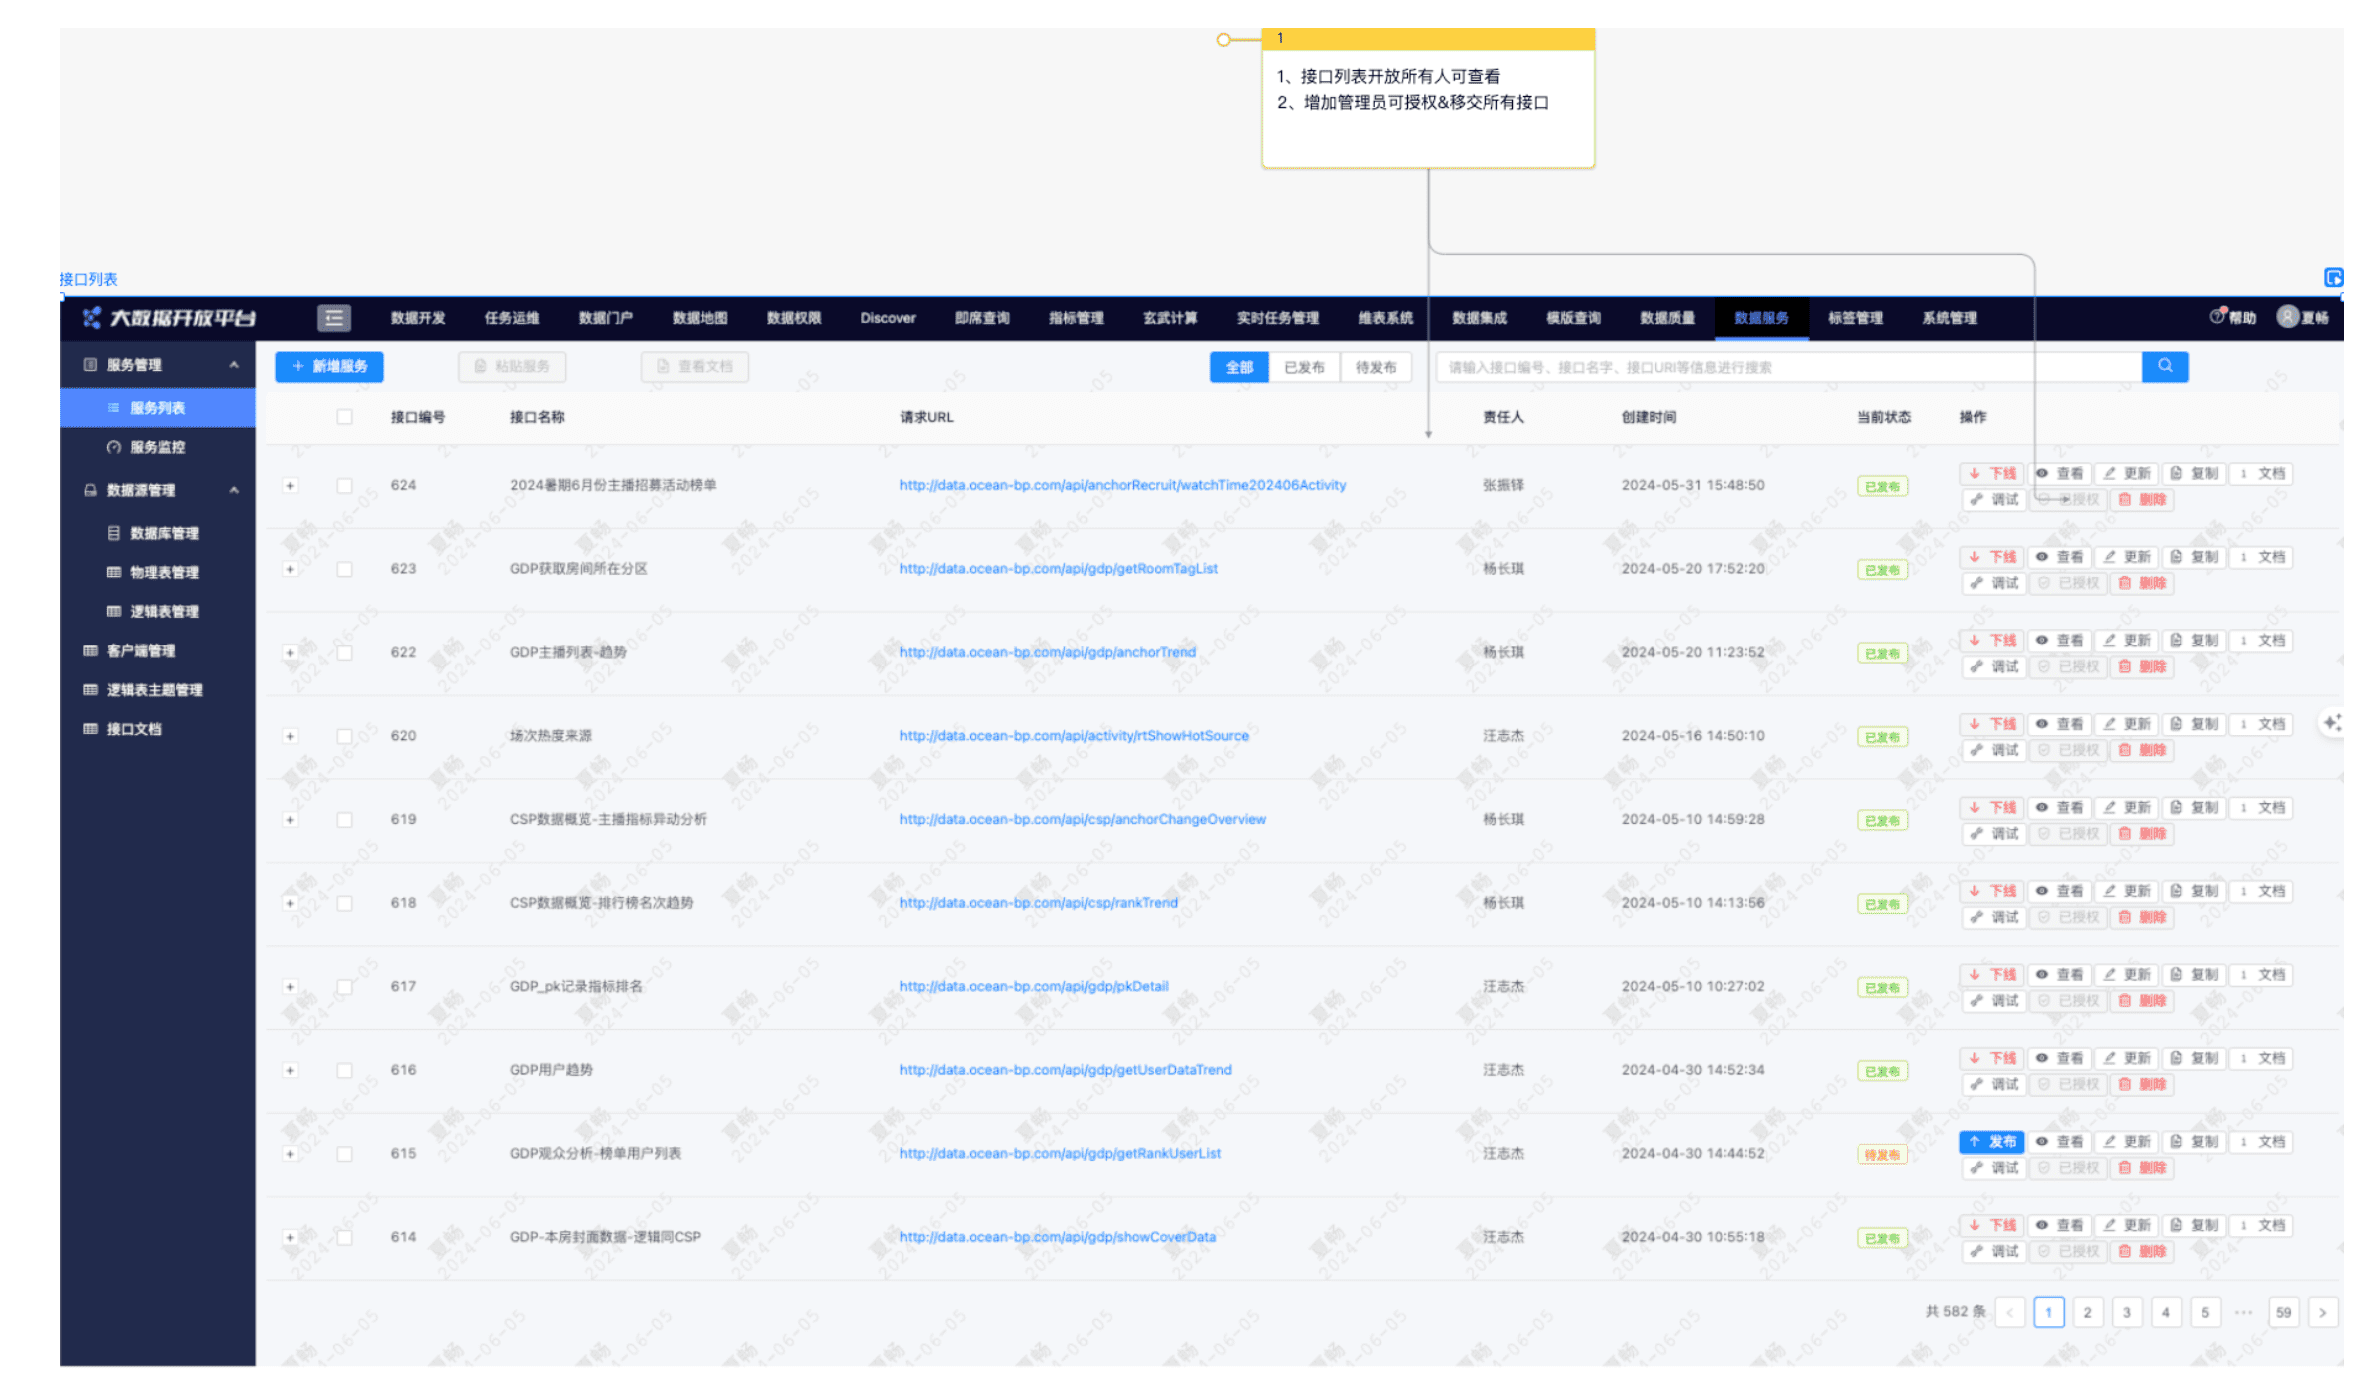 1
1、接口列表开放所有人可查看
2、增加管理员可授权&移交所有接口
接口列表
大数据开放平台 数据开发 任务运维 数据门户 数据地图 数据权限 Discover 即席查询 指标管理 玄武计算 实时任务管理 维表系统 数据集成 模版查询 数据质量 数据服务 标签管理 系统管理 帮助 夏畅
服务管理
服务列表
服务监控
数据源管理
数据库管理
物理表管理
逻辑表管理
客户端管理
逻辑表主题管理
接口文档
+ 新增服务 粘贴服务 查看文档 全部 已发布 待发布 请输入接口编号、接口名字、接口URI等信息进行搜索
接口编号 接口名称 请求URL 责任人 创建时间 当前状态 操作
624 2024暑期6月份主播招募活动榜单 http://data.ocean-bp.com/api/anchorRecruit/watchTime202406Activity 张振铎 2024-05-31 15:48:50 已发布 下线 查看 更新 复制 文档
调试 已授权 删除
623 GDP获取房间所在分区 http://data.ocean-bp.com/api/gdp/getRoomTagList 杨长琪 2024-05-20 17:52:20 已发布 下线 查看 更新 复制 文档
调试 已授权 删除
622 GDP主播列表-趋势 http://data.ocean-bp.com/api/gdp/anchorTrend 杨长琪 2024-05-20 11:23:52 已发布 下线 查看 更新 复制 文档
调试 已授权 删除
620 场次热度来源 http://data.ocean-bp.com/api/activity/rtShowHotSource 汪志杰 2024-05-16 14:50:10 已发布 下线 查看 更新 复制 文档
调试 已授权 删除
619 CSP数据概览-主播指标异动分析 http://data.ocean-bp.com/api/csp/anchorChangeOverview 杨长琪 2024-05-10 14:59:28 已发布 下线 查看 更新 复制 文档
调试 已授权 删除
618 CSP数据概览-排行榜名次趋势 http://data.ocean-bp.com/api/csp/rankTrend 杨长琪 2024-05-10 14:13:56 已发布 下线 查看 更新 复制 文档
调试 已授权 删除
617 GDP_pk记录指标排名 http://data.ocean-bp.com/api/gdp/pkDetail 汪志杰 2024-05-10 10:27:02 已发布 下线 查看 更新 复制 文档
调试 已授权 删除
616 GDP用户趋势 http://data.ocean-bp.com/api/gdp/getUserDataTrend 汪志杰 2024-04-30 14:52:34 已发布 下线 查看 更新 复制 文档
调试 已授权 删除
615 GDP观众分析-榜单用户列表 http://data.ocean-bp.com/api/gdp/getRankUserList 汪志杰 2024-04-30 14:44:52 待发布 发布 查看 更新 复制 文档
调试 已授权 删除
614 GDP-本房封面数据-逻辑同CSP http://data.ocean-bp.com/api/gdp/showCoverData 汪志杰 2024-04-30 10:55:18 已发布 下线 查看 更新 复制 文档
调试 已授权 删除
共 582 条 < 1 2 3 4 5 ··· 59 >
夏畅
2024-06-05